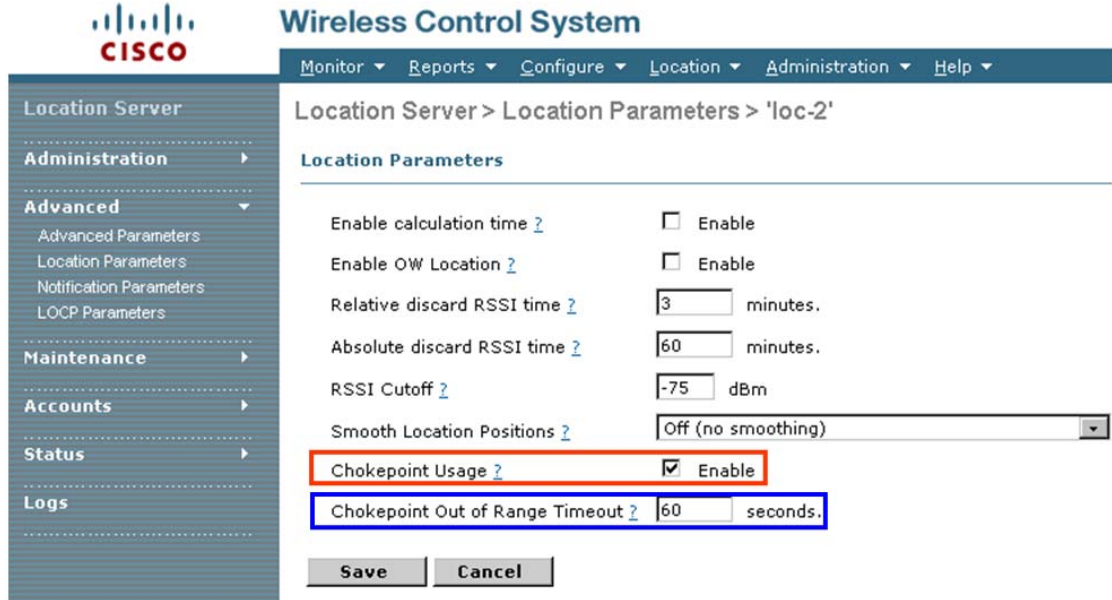 CISCO
Wireless Control System
Monitor Reports Configure Location Administration Help
Location Server
Administration
Advanced
Advanced Parameters
Location Parameters
Notification Parameters
LOCP Parameters
Maintenance
Accounts
Status
Logs
Location Server > Location Parameters > 'loc-2'
Location Parameters
Enable calculation time ? Enable
Enable OW Location ? Enable
Relative discard RSSI time ? 3 minutes.
Absolute discard RSSI time ? 60 minutes.
RSSI Cutoff ? -75 dBm
Smooth Location Positions ? Off (no smoothing)
Chokepoint Usage ? Enable
Chokepoint Out of Range Timeout ? 60 seconds.
Save Cancel